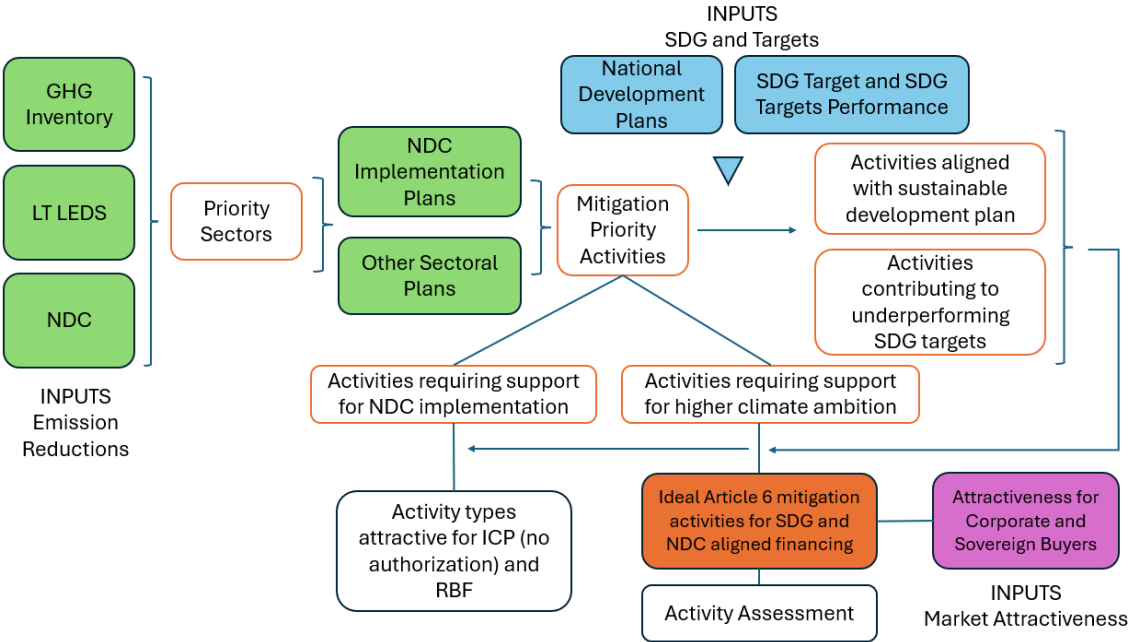 INPUTS
SDG and Targets
National
Development
Plans
SDG Target and SDG
Targets Performance
GHG
Inventory
LT LEDS
NDC
INPUTS
Emission
Reductions
Priority
Sectors
NDC
Implementation
Plans
Other Sectoral
Plans
Mitigation
Priority
Activities
Activities aligned
with sustainable
development plan
Activities
contributing to
underperforming
SDG targets
Activities requiring support
for NDC implementation
Activities requiring support
for higher climate ambition
Activity types
attractive for ICP (no
authorization) and
RBF
Ideal Article 6 mitigation
activities for SDG and
NDC aligned financing
Attractiveness for
Corporate and
Sovereign Buyers
INPUTS
Market Attractiveness
Activity Assessment